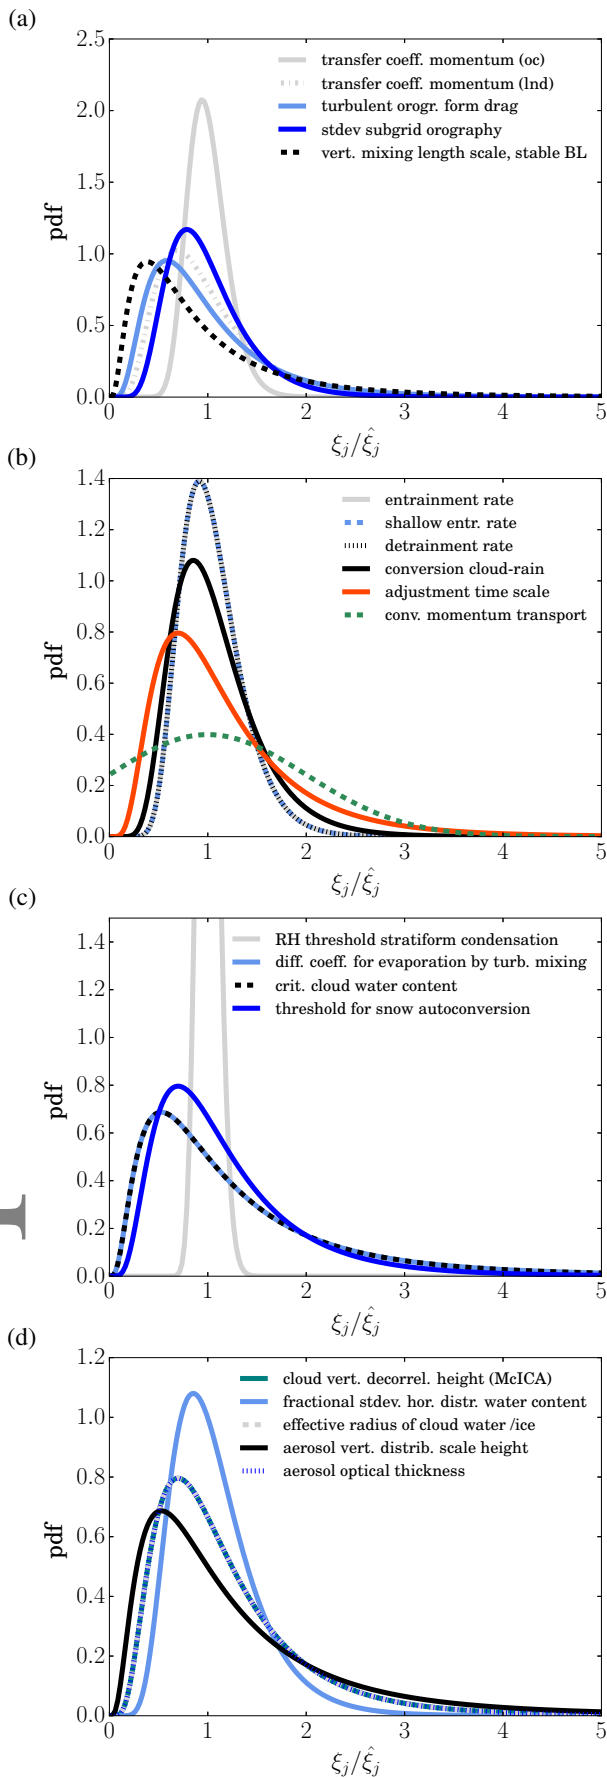 (a)
2.5
2.0
1.5
1.0
0.5
0.0
pdf
transfer coeff. momentum (oc)
transfer coeff. momentum (lnd)
turbulent orogr. form drag
stdev subgrid orography
vert. mixing length scale, stable BL
0 1 2 3 4 5
ξ_j/ξ̂_j
(b)
1.4
1.2
1.0
0.8
0.6
0.4
0.2
0.0
pdf
entrainment rate
shallow entr. rate
detrainment rate
conversion cloud-rain
adjustment time scale
conv. momentum transport
0 1 2 3 4 5
ξ_j/ξ̂_j
(c)
1.4
1.2
1.0
0.8
0.6
0.4
0.2
0.0
pdf
RH threshold stratiform condensation
diff. coeff. for evaporation by turb. mixing
crit. cloud water content
threshold for snow autoconversion
0 1 2 3 4 5
ξ_j/ξ̂_j
(d)
1.2
1.0
0.8
0.6
0.4
0.2
0.0
pdf
cloud vert. decorrel. height (McICA)
fractional stdev. hor. distr. water content
effective radius of cloud water /ice
aerosol vert. distrib. scale height
aerosol optical thickness
0 1 2 3 4 5
ξ_j/ξ̂_j